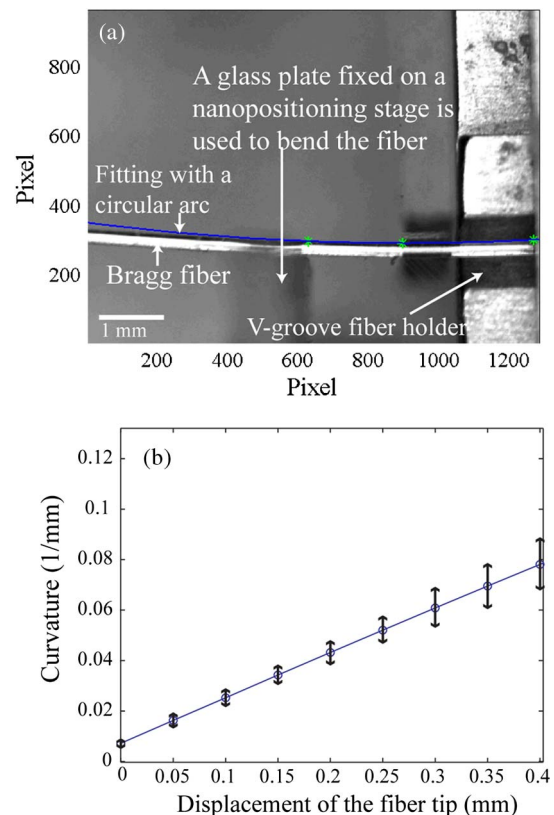 (a)
A glass plate fixed on a
nanopositioning stage is
used to bend the fiber
Fitting with a
circular arc
Bragg fiber
V-groove fiber holder
1 mm
Pixel
800
600
400
200
200 400 600 800 1000 1200
Pixel
(b)
Curvature (1/mm)
0.12
0.1
0.08
0.06
0.04
0.02
0
0 0.05 0.1 0.15 0.2 0.25 0.3 0.35 0.4
Displacement of the fiber tip (mm)